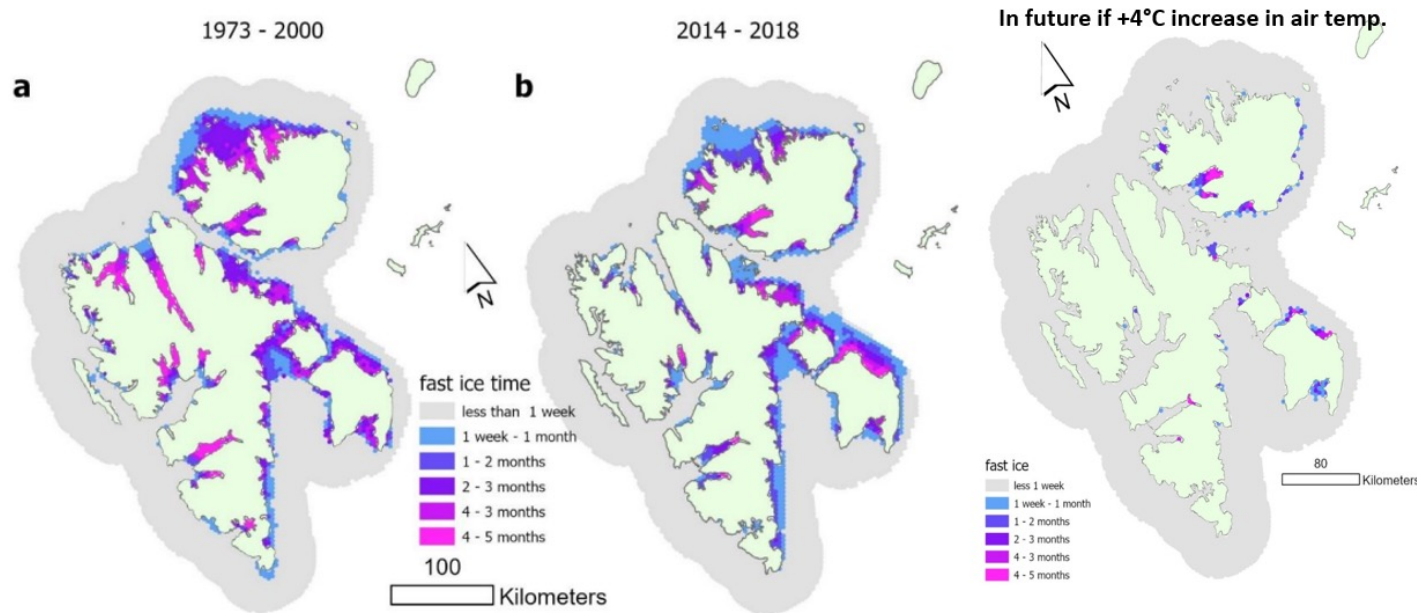 1973 - 2000
2014 - 2018
In future if +4°C increase in air temp.
a
b
N
N
fast ice time
less than 1 week
1 week - 1 month
1 - 2 months
2 - 3 months
4 - 3 months
4 - 5 months
100
Kilometers
fast ice
less 1 week
1 week - 1 month
1 - 2 months
2 - 3 months
4 - 3 months
4 - 5 months
80
Kilometers